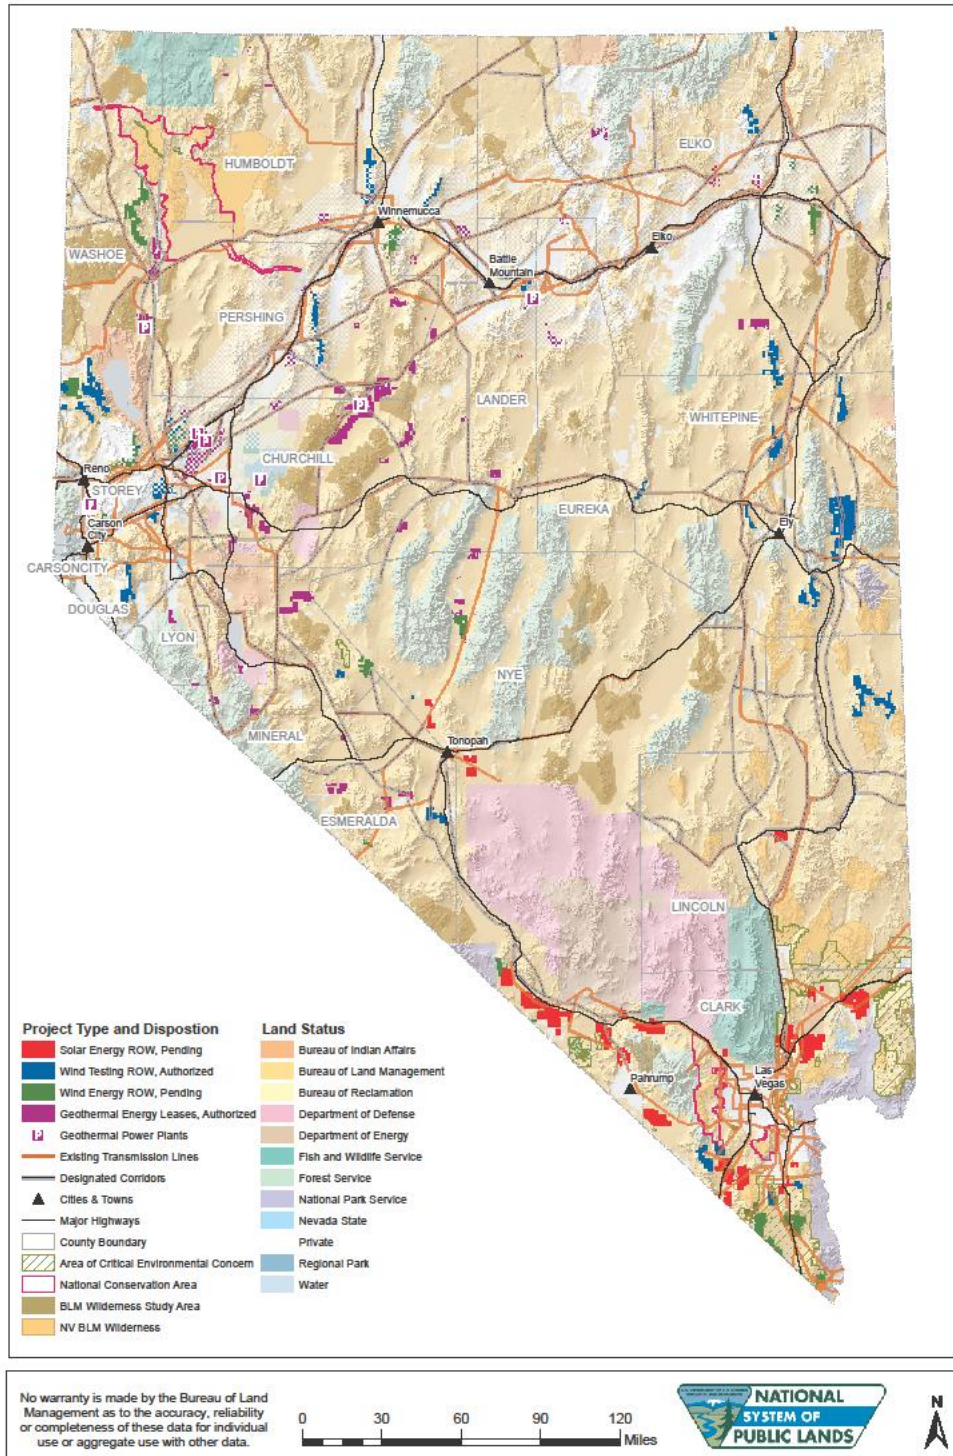 HUMBOLDT
ELKO
Winnemucca
WASHOE
Elko
Battle
Mountain
P
PERSHING
P
LANDER
P
WHITEPINE
P
P
CHURCHILL
Reno
P
P
STOREY
P
EUREKA
Carson
City
Ely
CARSONCITY
DOUGLAS
LYON
NYE
MINERAL
Tonopah
ESMERALDA
LINCOLN
CLARK
Las
Vegas
Pahrump
Project Type and Dispostion
Solar Energy ROW, Pending
Wind Testing ROW, Authorized
Wind Energy ROW, Pending
Geothermal Energy Leases, Authorized
P Geothermal Power Plants
Existing Transmission Lines
Designated Corridors
Cities & Towns
Major Highways
County Boundary
Area of Critical Environmental Concern
National Conservation Area
BLM Wilderness Study Area
NV BLM Wilderness
Land Status
Bureau of Indian Affairs
Bureau of Land Management
Bureau of Reclamation
Department of Defense
Department of Energy
Fish and Wildlife Service
Forest Service
National Park Service
Nevada State
Private
Regional Park
Water
No warranty is made by the Bureau of Land
Management as to the accuracy, reliability
or completeness of these data for individual
use or aggregate use with other data.
0 30 60 90 120
Miles
NATIONAL
SYSTEM OF
PUBLIC LANDS
N